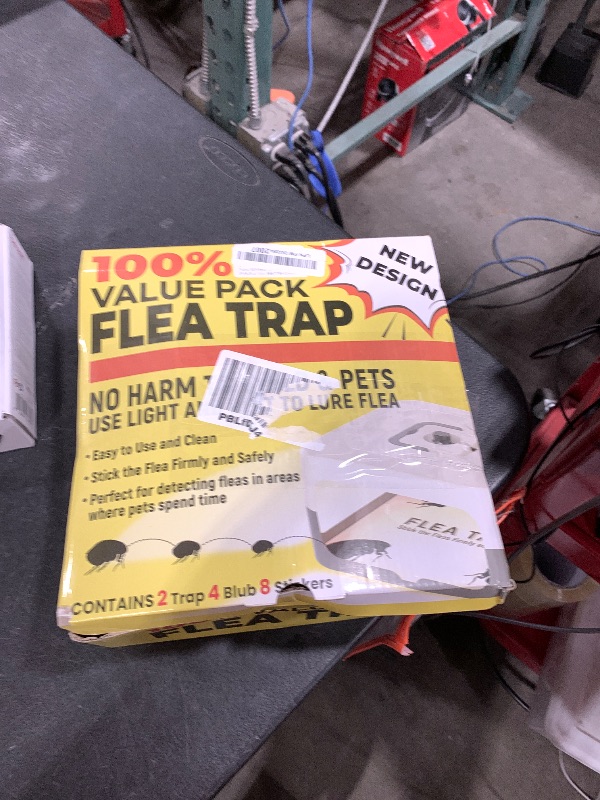 100%
NEW
DESIGN
VALUE PACK
FLEA TRAP
NO HARM & PETS
USE LIGHT TO LURE FLEA
• Easy to Use and Clean
• Stick the Flea Firmly and Safely
• Perfect for detecting fleas in areas
where pets spend time
FLEA
CONTAINS 2 Trap 4 Blub 8 Stickers
FLEA